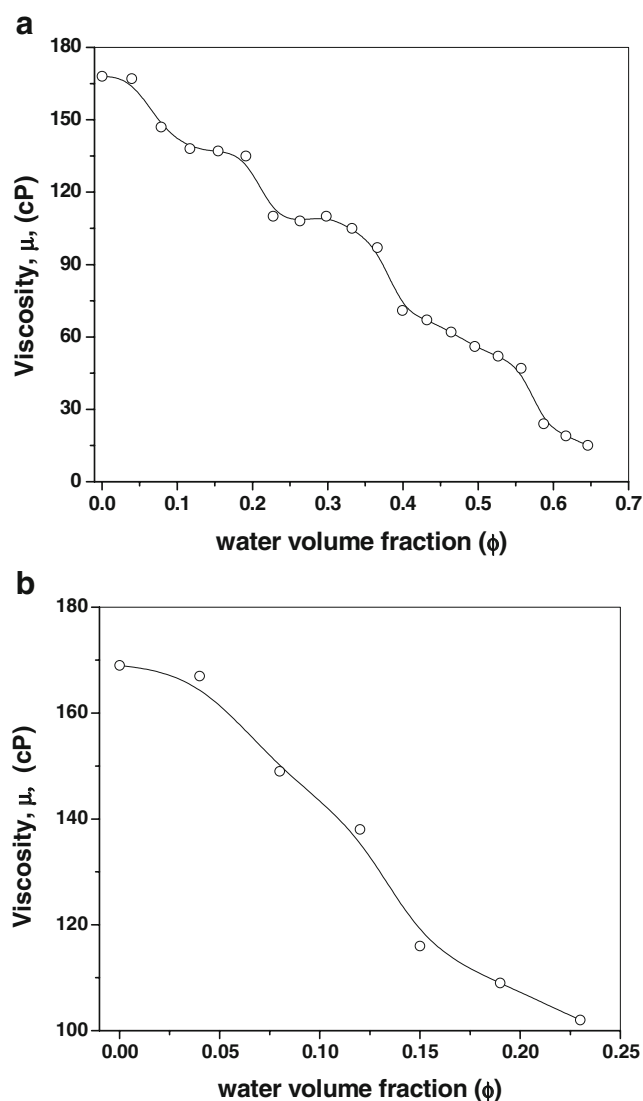 a
180
150
120
90
60
30
0
Viscosity, μ, (cP)
0.0 0.1 0.2 0.3 0.4 0.5 0.6 0.7
water volume fraction (ϕ)
b
180
160
140
120
100
Viscosity, μ, (cP)
0.00 0.05 0.10 0.15 0.20 0.25
water volume fraction (ϕ)